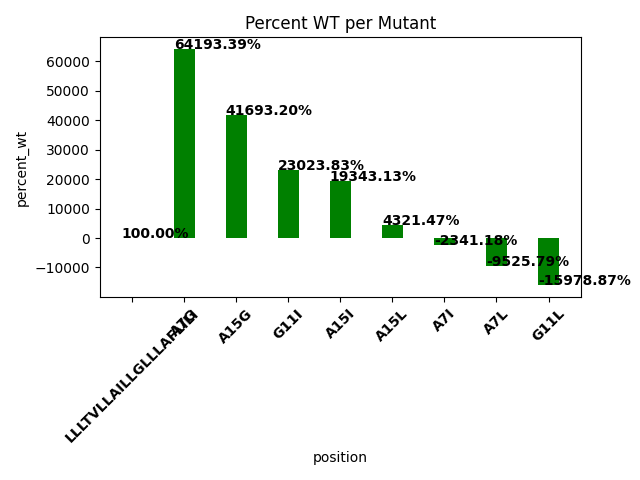 Percent WT per Mutant
percent_wt
60000
50000
40000
30000
20000
10000
0
−10000
100.00%
64193.39%
41693.20%
23023.83%
19343.13%
4321.47%
-2341.18%
-9525.79%
-15978.87%
A7G
A15G
G11I
A15I
A15L
A7I
A7L
G11L
position